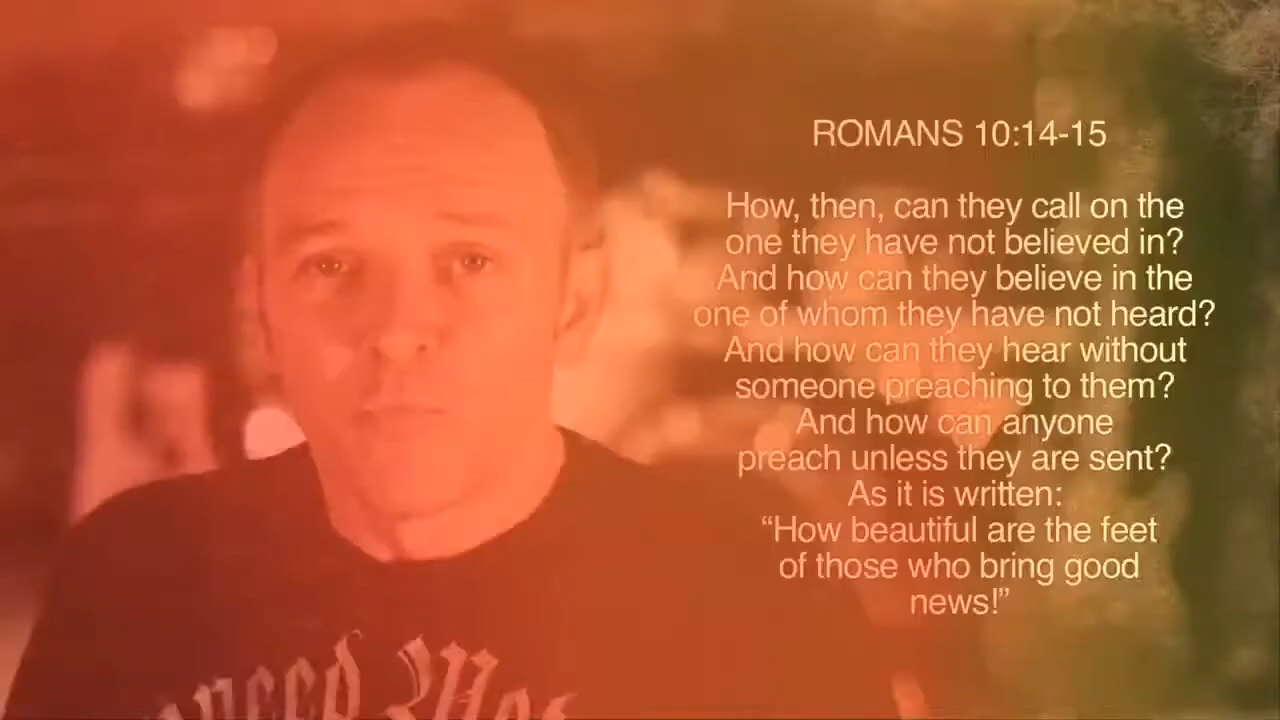 ROMANS 10:14-15
How, then, can they call on the
one they have not believed in?
And how can they believe in the
one of whom they have not heard?
And how can they hear without
someone preaching to them?
And how can anyone
preach unless they are sent?
As it is written:
“How beautiful are the feet
of those who bring good
news!”